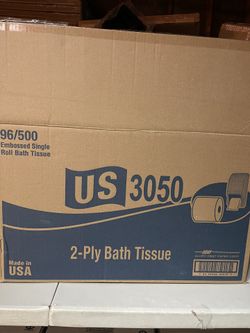 96/500
Embossed Single
Roll Bath Tissue
US 3050
2-Ply Bath Tissue
Made in
USA